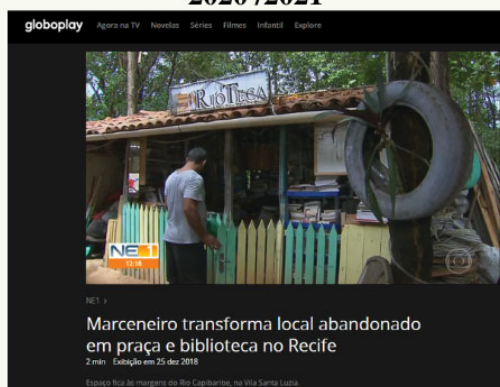 2020 /2021
globoplay Agora na TV Novelas Séries Filmes Infantil Explore
RIOTECA
NE1
12:18
NE1 >
Marceneiro transforma local abandonado
em praça e biblioteca no Recife
2 min Exibição em 25 dez 2018
Espaço fica às margens do Rio Capibaribe, na Vila Santa Luzia.